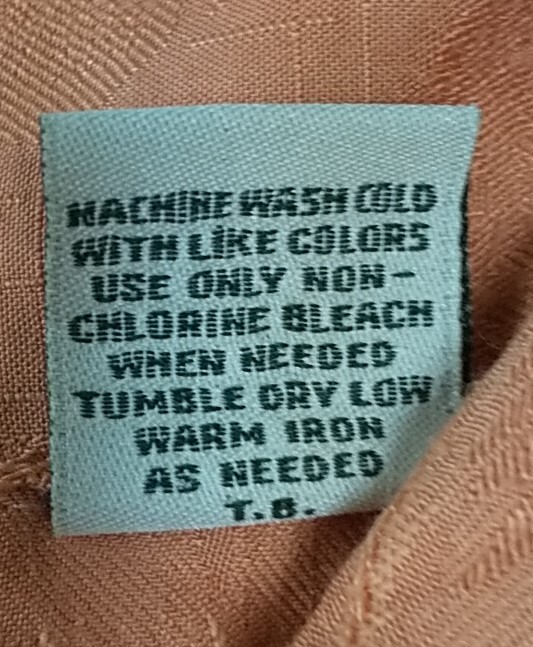 MACHINE WASH COLD
WITH LIKE COLORS
USE ONLY NON-
CHLORINE BLEACH
WHEN NEEDED
TUMBLE DRY LOW
WARM IRON
AS NEEDED
T.B.